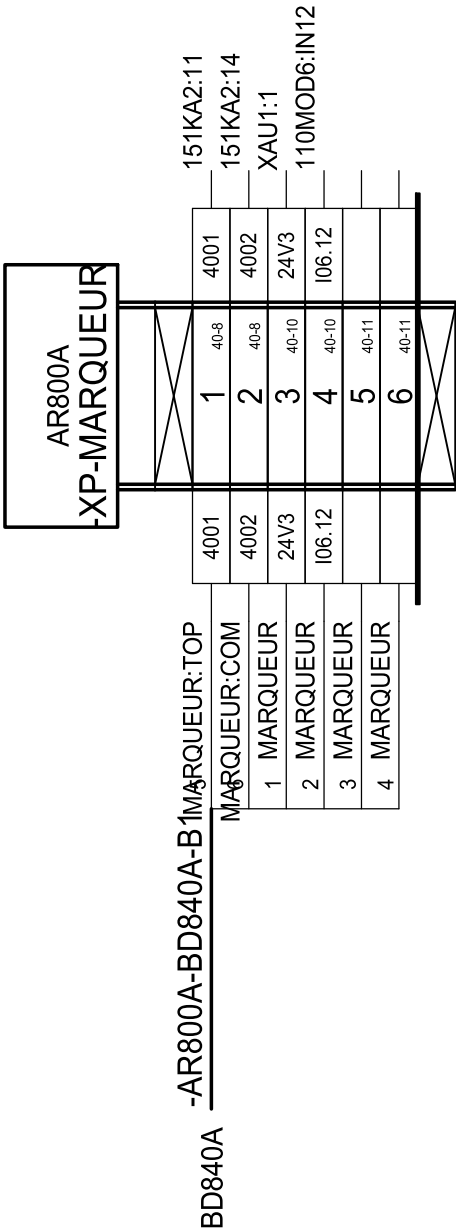 AR800A
-XP-MARQUEUR
BD840A
-AR800A-BD840A-B1
5 MARQUEUR:TOP 4001 1 40-8 4001 151KA2:11
6 MARQUEUR:COM 4002 2 40-8 4002 151KA2:14
1 MARQUEUR 24V3 3 40-10 24V3 XAU1:1
2 MARQUEUR I06.12 4 40-10 I06.12 110MOD6:IN12
3 MARQUEUR 5 40-11
4 MARQUEUR 6 40-11